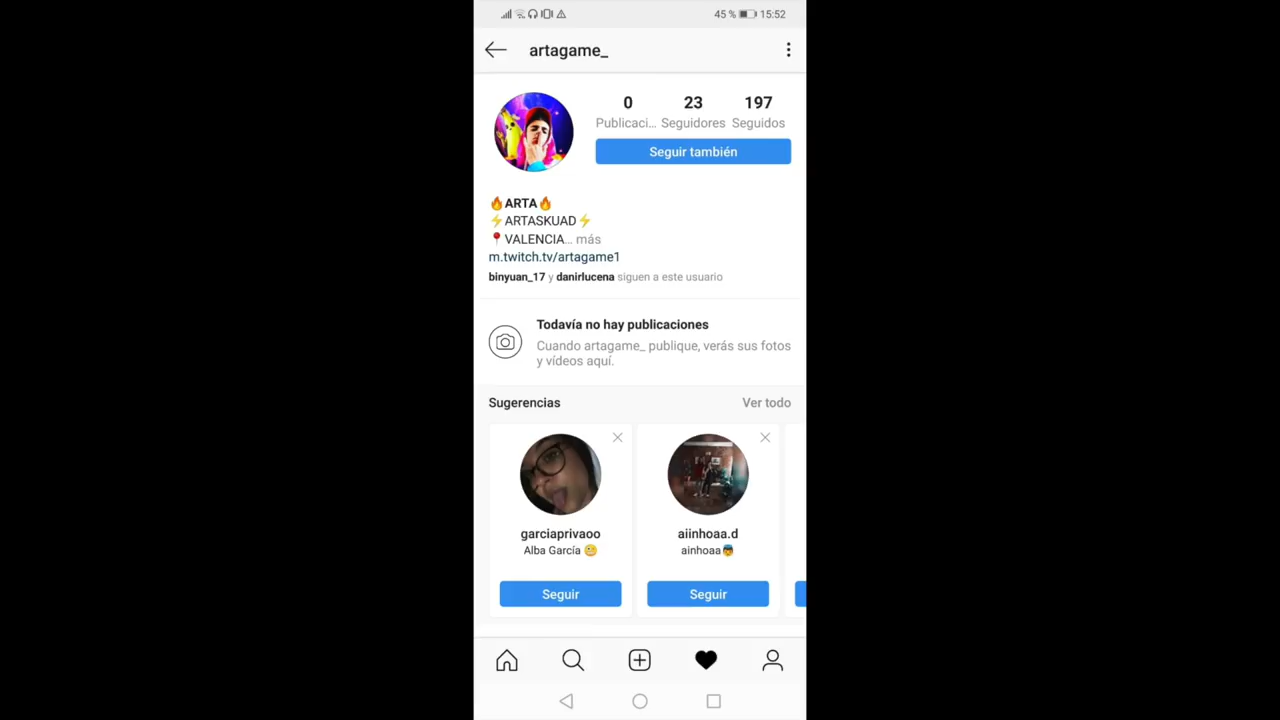 45 % 15:52
artagame_
0 23 197
Publicaci... Seguidores Seguidos
Seguir también
🔥ARTA🔥
⚡ARTASKUAD⚡
📍VALENCIA... más
m.twitch.tv/artagame1
binyuan_17 y danirlucena siguen a este usuario
Todavía no hay publicaciones
Cuando artagame_ publique, verás sus fotos
y vídeos aquí.
Sugerencias Ver todo
garciaprivaoo aiinhoaa.d
Alba García 😬 ainhoaa👼
Seguir Seguir